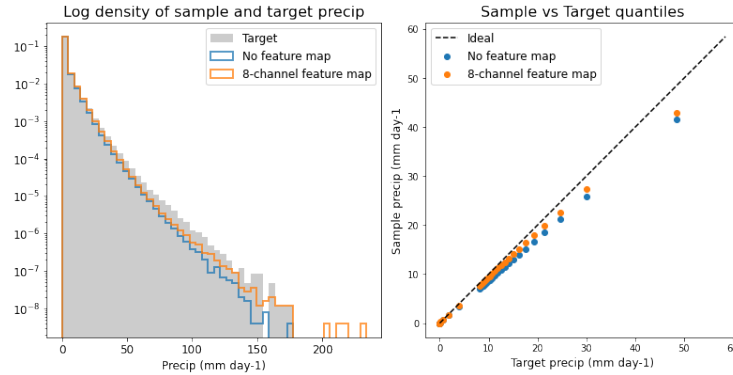 Log density of sample and target precip
Target
No feature map
8-channel feature map
10⁻¹
10⁻²
10⁻³
10⁻⁴
10⁻⁵
10⁻⁶
10⁻⁷
10⁻⁸
0 50 100 150 200
Precip (mm day-1)
Sample vs Target quantiles
Ideal
No feature map
8-channel feature map
Sample precip (mm day-1
60
50
40
30
20
10
0
0 10 20 30 40 50 60
Target precip (mm day-1)